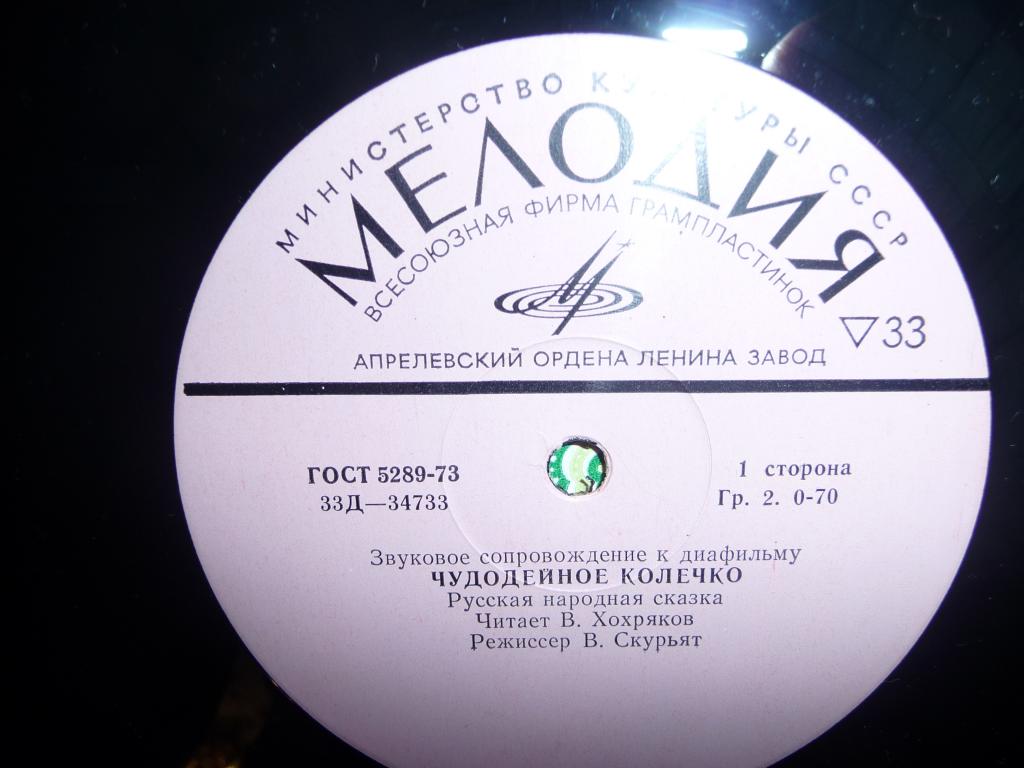 МИНИСТЕРСТВО КУЛЬТУРЫ СССР
МЕЛОДИЯ
ВСЕСОЮЗНАЯ ФИРМА ГРАМПЛАСТИНОК
▽33
АПРЕЛЕВСКИЙ ОРДЕНА ЛЕНИНА ЗАВОД
ГОСТ 5289-73
33Д—34733
1 сторона
Гр. 2. 0-70
Звуковое сопровождение к диафильму
ЧУДОДЕЙНОЕ КОЛЕЧКО
Русская народная сказка
Читает В. Хохряков
Режиссер В. Скурьят